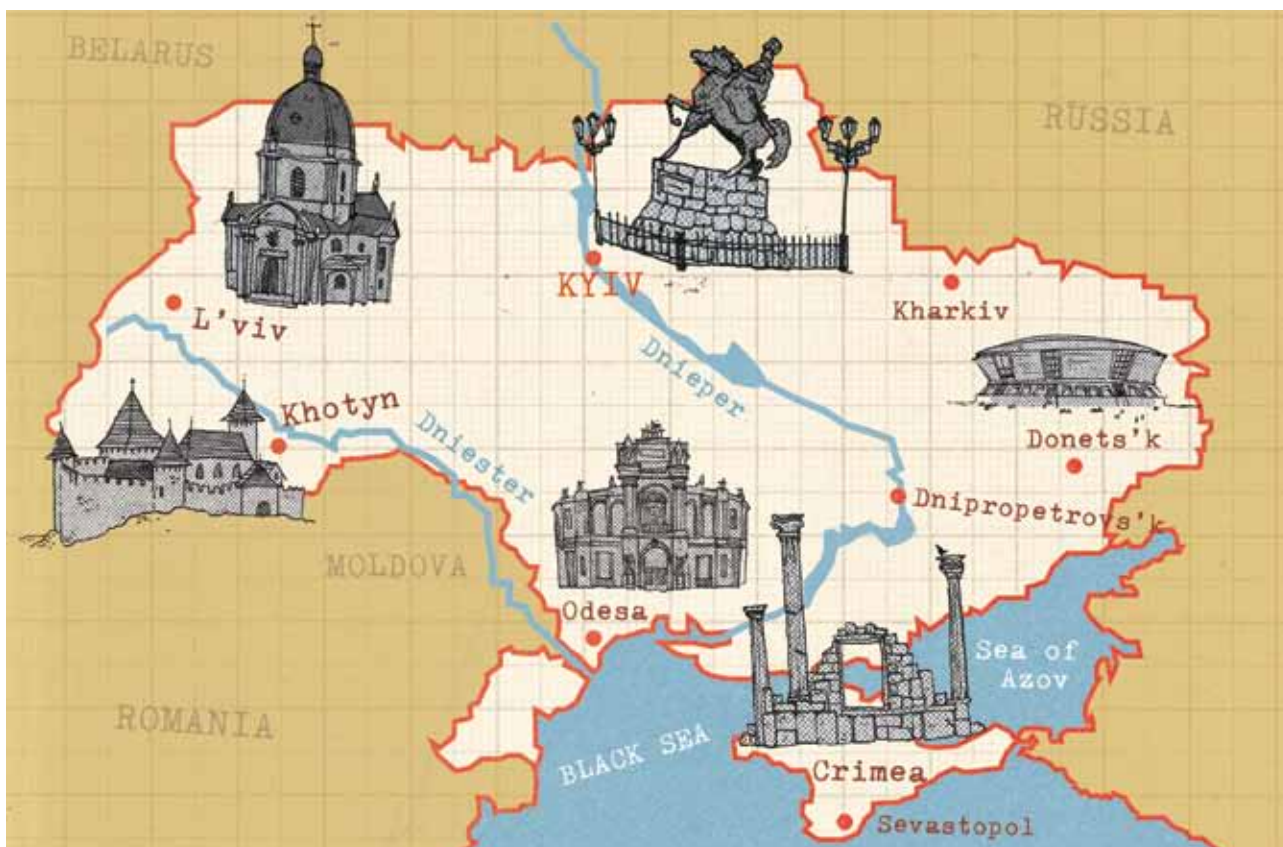 BELARUS
RUSSIA
KYIV
L'viv
Kharkiv
Dnieper
Khotyn
Dniester
Donets'k
Dnipropetrovs'k
MOLDOVA
Odesa
Sea of
Azov
ROMANIA
BLACK SEA
Crimea
Sevastopol